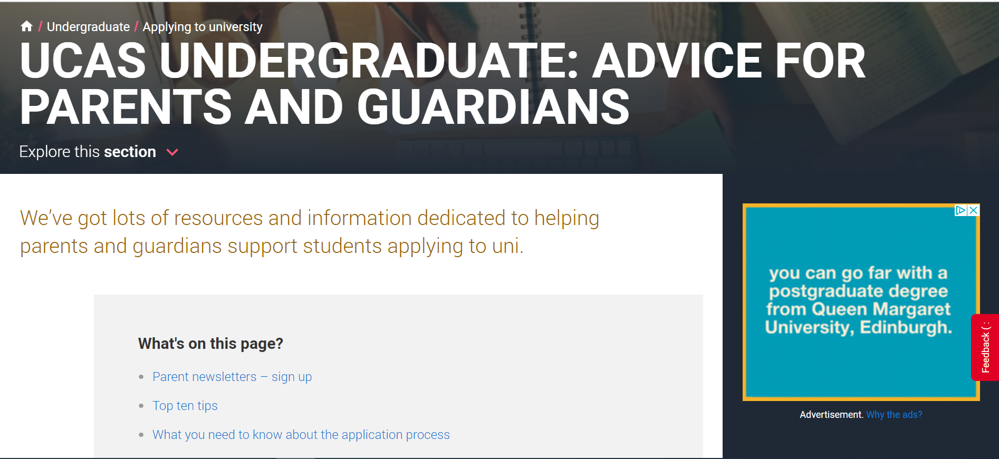 / Undergraduate / Applying to university
UCAS UNDERGRADUATE: ADVICE FOR
PARENTS AND GUARDIANS
Explore this section
We've got lots of resources and information dedicated to helping
parents and guardians support students applying to uni.
What's on this page?
• Parent newsletters – sign up
• Top ten tips
• What you need to know about the application process
you can go far with a
postgraduate degree
from Queen Margaret
University, Edinburgh.
Advertisement. Why the ads?
Feedback (: